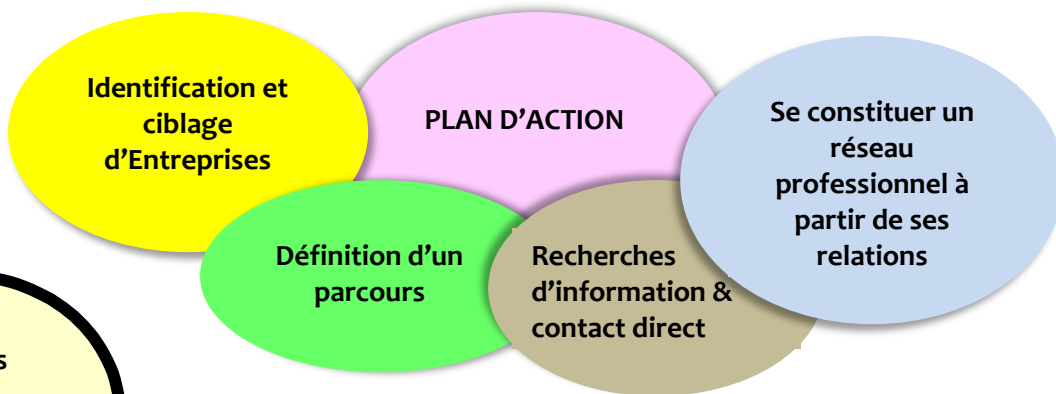 Identification et
ciblage
d’Entreprises
PLAN D’ACTION
Se constituer un
réseau
professionnel à
partir de ses
relations
Définition d’un
parcours
Recherches
d’information &
contact direct